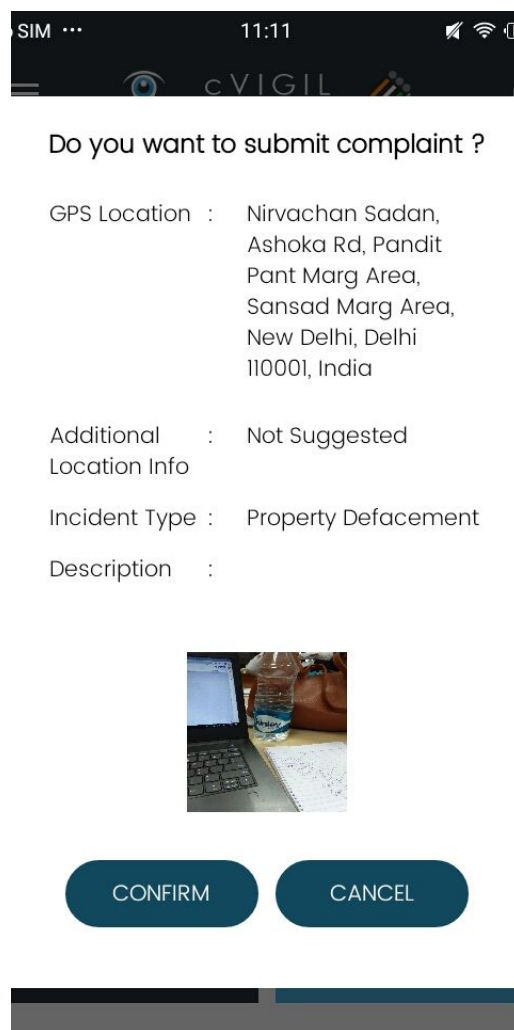 SIM ···
11:11
cVIGIL
Do you want to submit complaint ?
GPS Location : Nirvachan Sadan,
Ashoka Rd, Pandit
Pant Marg Area,
Sansad Marg Area,
New Delhi, Delhi
110001, India
Additional : Not Suggested
Location Info
Incident Type : Property Defacement
Description :
Kinley
CONFIRM
CANCEL